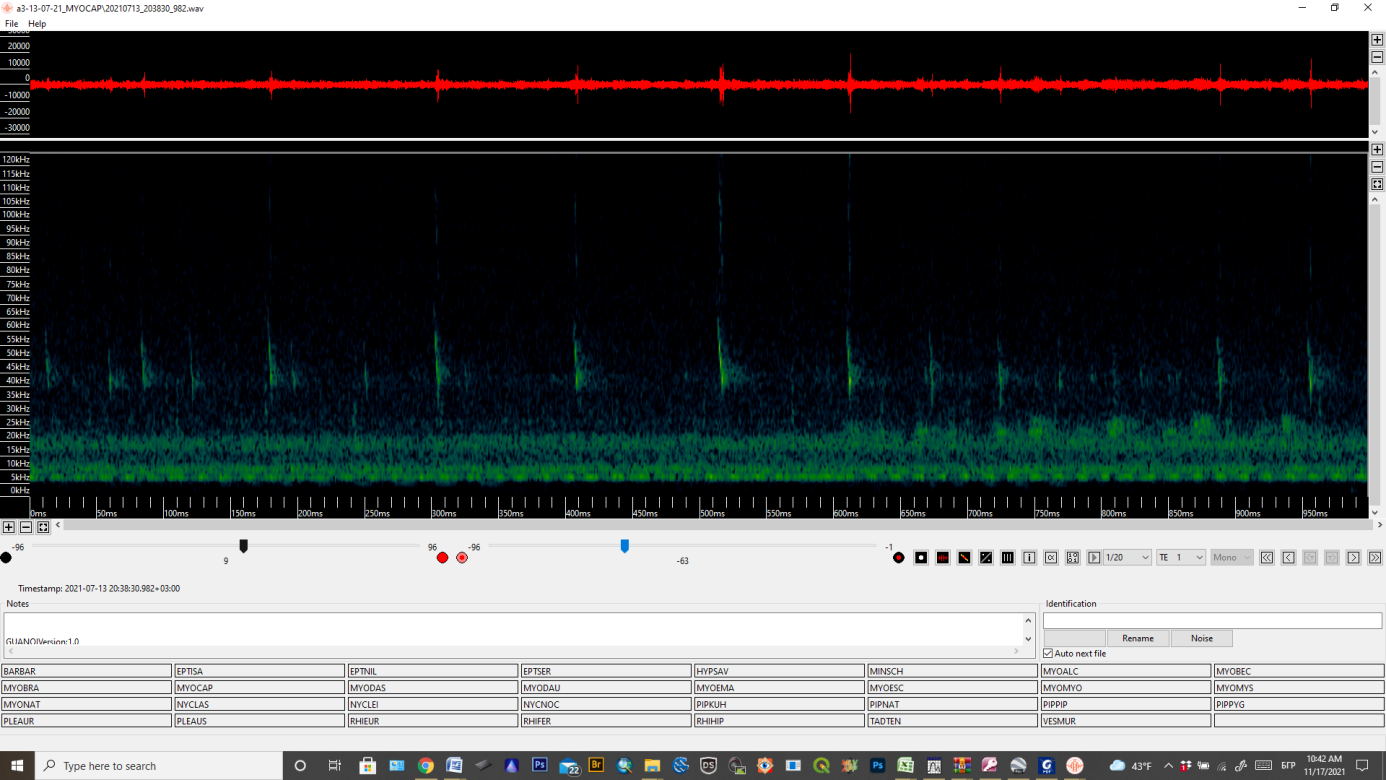 a3-13-07-21_MYOCAP\20210713_203830_982.wav
File Help
20000
10000
0
-10000
-20000
-30000
120kHz
115kHz
110kHz
105kHz
100kHz
95kHz
90kHz
85kHz
80kHz
75kHz
70kHz
65kHz
60kHz
55kHz
50kHz
45kHz
40kHz
35kHz
30kHz
25kHz
20kHz
15kHz
10kHz
5kHz
0kHz
0ms 50ms 100ms 150ms 200ms 250ms 300ms 350ms 400ms 450ms 500ms 550ms 600ms 650ms 700ms 750ms 800ms 850ms 900ms 950ms
-96 96 -96 -1
9 -63
1/20 TE 1 Mono
Timestamp: 2021-07-13 20:38:30.982+03:00
Notes Identification
GUANO|Version:1.0
Rename Noise
Auto next file
BARBAR EPTISA EPTNIL EPTSER HYPSAV MINSCH MYOALC MYOBEC
MYOBRA MYOCAP MYODAS MYODAU MYOEMA MYOESC MYOMYO MYOMYS
MYONAT NYCLAS NYCLEI NYCNOC PIPKUH PIPNAT PIPPIP PIPPYG
PLEAUR PLEAUS RHIEUR RHIFER RHIHIP TADTEN VESMUR
Type here to search
22
43°F
БГР
10:42 AM
11/17/2021